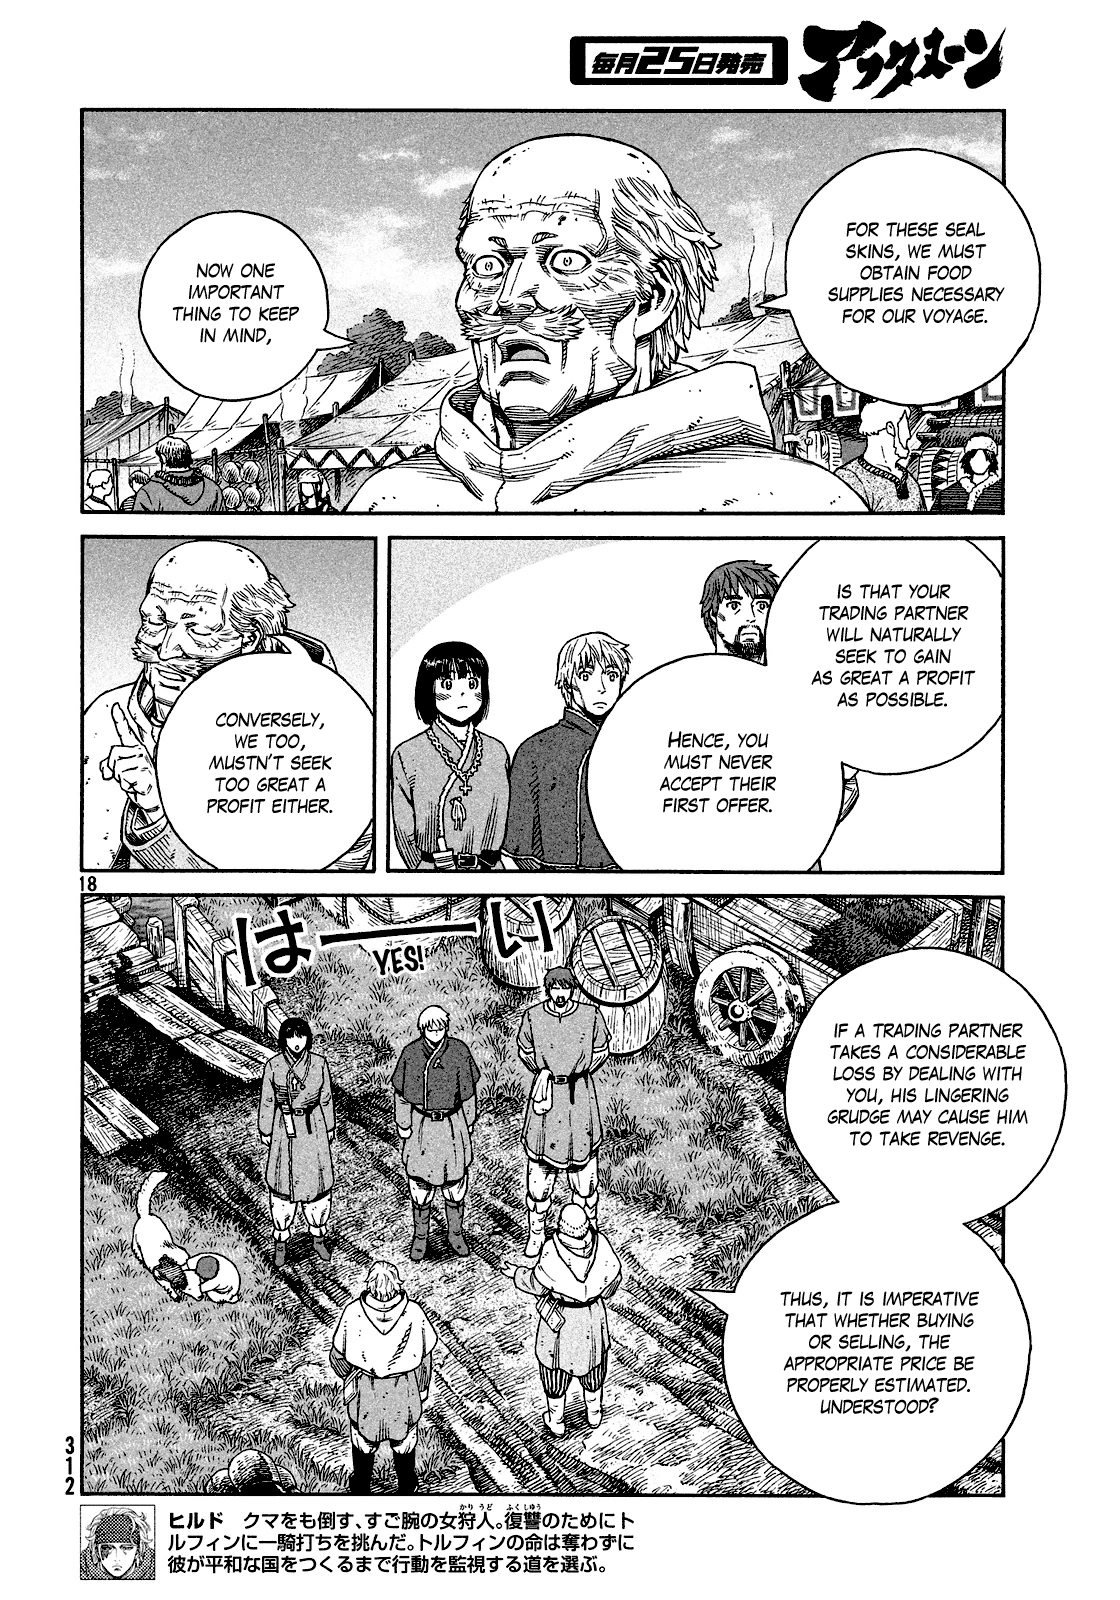 毎月25日発売
アフタヌーン
FOR THESE SEAL
SKINS, WE MUST
OBTAIN FOOD
SUPPLIES NECESSARY
FOR OUR VOYAGE.
NOW ONE
IMPORTANT
THING TO KEEP
IN MIND,
IS THAT YOUR
TRADING PARTNER
WILL NATURALLY
SEEK TO GAIN
AS GREAT A PROFIT
AS POSSIBLE.
HENCE, YOU
MUST NEVER
ACCEPT THEIR
FIRST OFFER.
CONVERSELY,
WE TOO,
MUSTN'T SEEK
TOO GREAT A
PROFIT EITHER.
18
はーい
YES!
IF A TRADING PARTNER
TAKES A CONSIDERABLE
LOSS BY DEALING WITH
YOU, HIS LINGERING
GRUDGE MAY CAUSE HIM
TO TAKE REVENGE.
THUS, IT IS IMPERATIVE
THAT WHETHER BUYING
OR SELLING, THE
APPROPRIATE PRICE BE
PROPERLY ESTIMATED.
UNDERSTOOD?
312
ヒルド クマをも倒す、すご腕の女狩人。復讐のためにト
ルフィンに一騎打ちを挑んだ。トルフィンの命は奪わずに
彼が平和な国をつくるまで行動を監視する道を選ぶ。